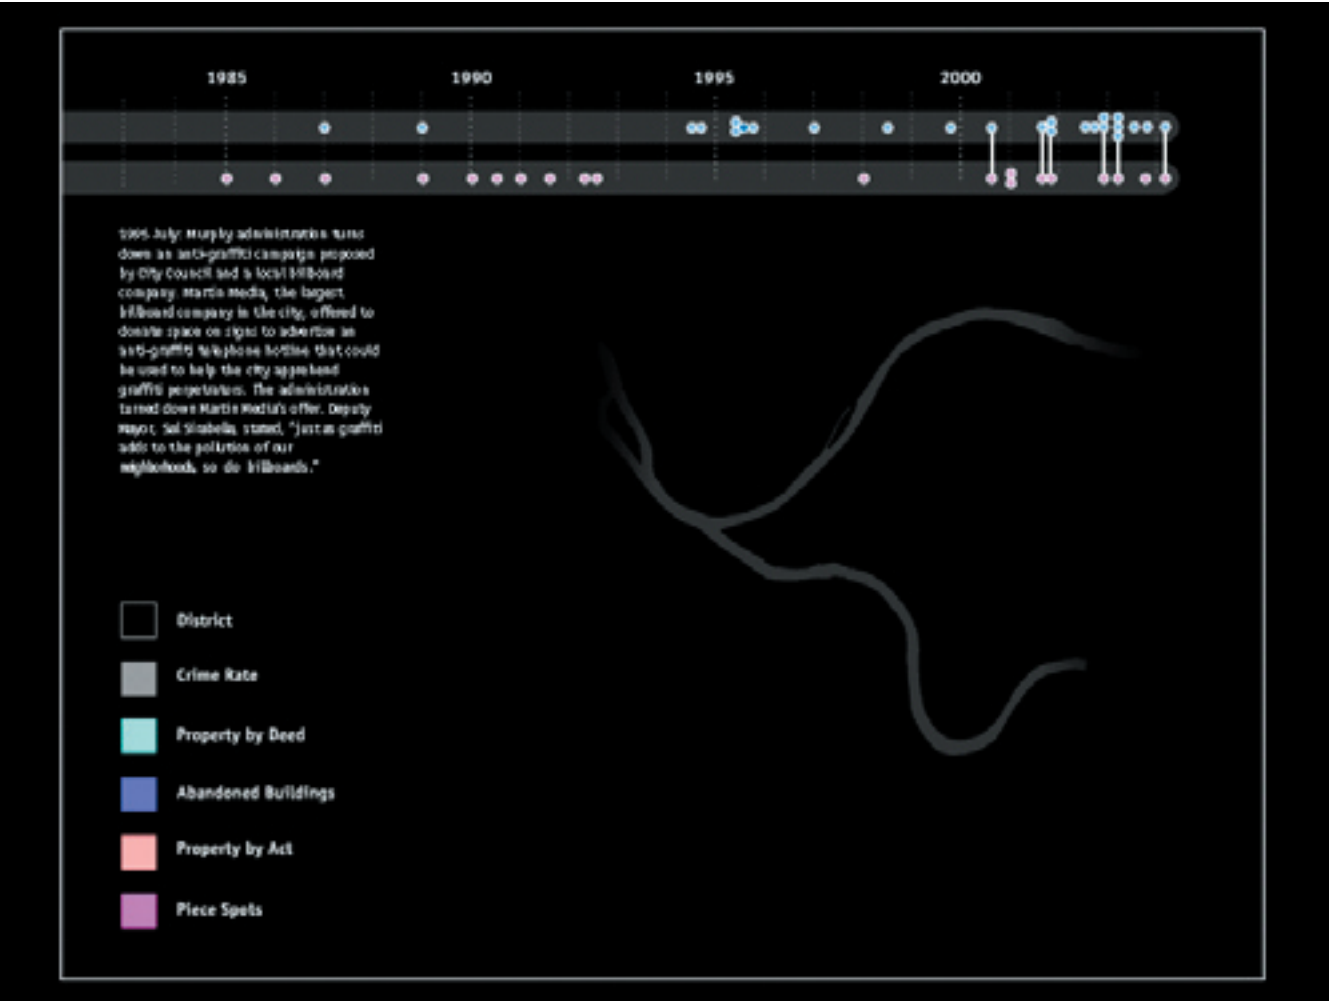 1985 1990 1995 2000
1995 July: Murphy administration turns
down an anti-graffiti campaign proposed
by City Council and a local billboard
company. Martin Media, the largest
billboard company in the city, offered to
donate space on signs to advertise an
anti-graffiti telephone hotline that could
be used to help the city apprehend
graffiti perpetrators. The administration
turned down Martin Media's offer. Deputy
Mayor, Sal Sirabella, stated, "just as graffiti
adds to the pollution of our
neighborhoods, so do billboards."
District
Crime Rate
Property by Deed
Abandoned Buildings
Property by Act
Piece Spots